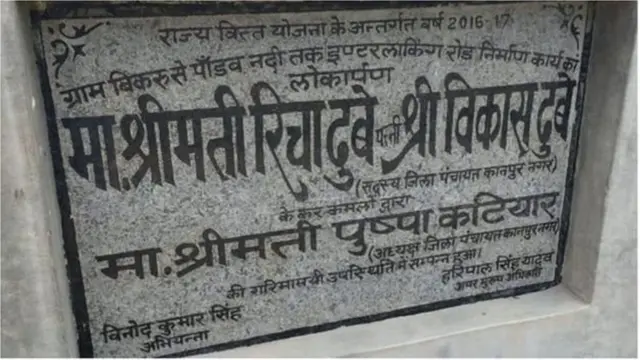 राज्य वित्त योजना के अन्तर्गत वर्ष 2016-17
ग्राम बिकरु से पाँडव नदी तक इण्टरलाकिंग रोड निर्माण कार्य का
लोकार्पण
मा.श्रीमती रिचा दुबे पत्नी श्री विकास दुबे
(सदस्य जिला पंचायत कानपुर नगर)
के कर कमलो द्वारा
मा. श्रीमती पुष्पा कटियार
(अध्यक्ष जिला पंचायत कानपुर नगर)
की गरिमामयी उपस्थिति में सम्पन्न हुआ।
विनोद कुमार सिंह
अभियन्ता
हरिपाल सिंह यादव
अपर मुख्य अधिकारी